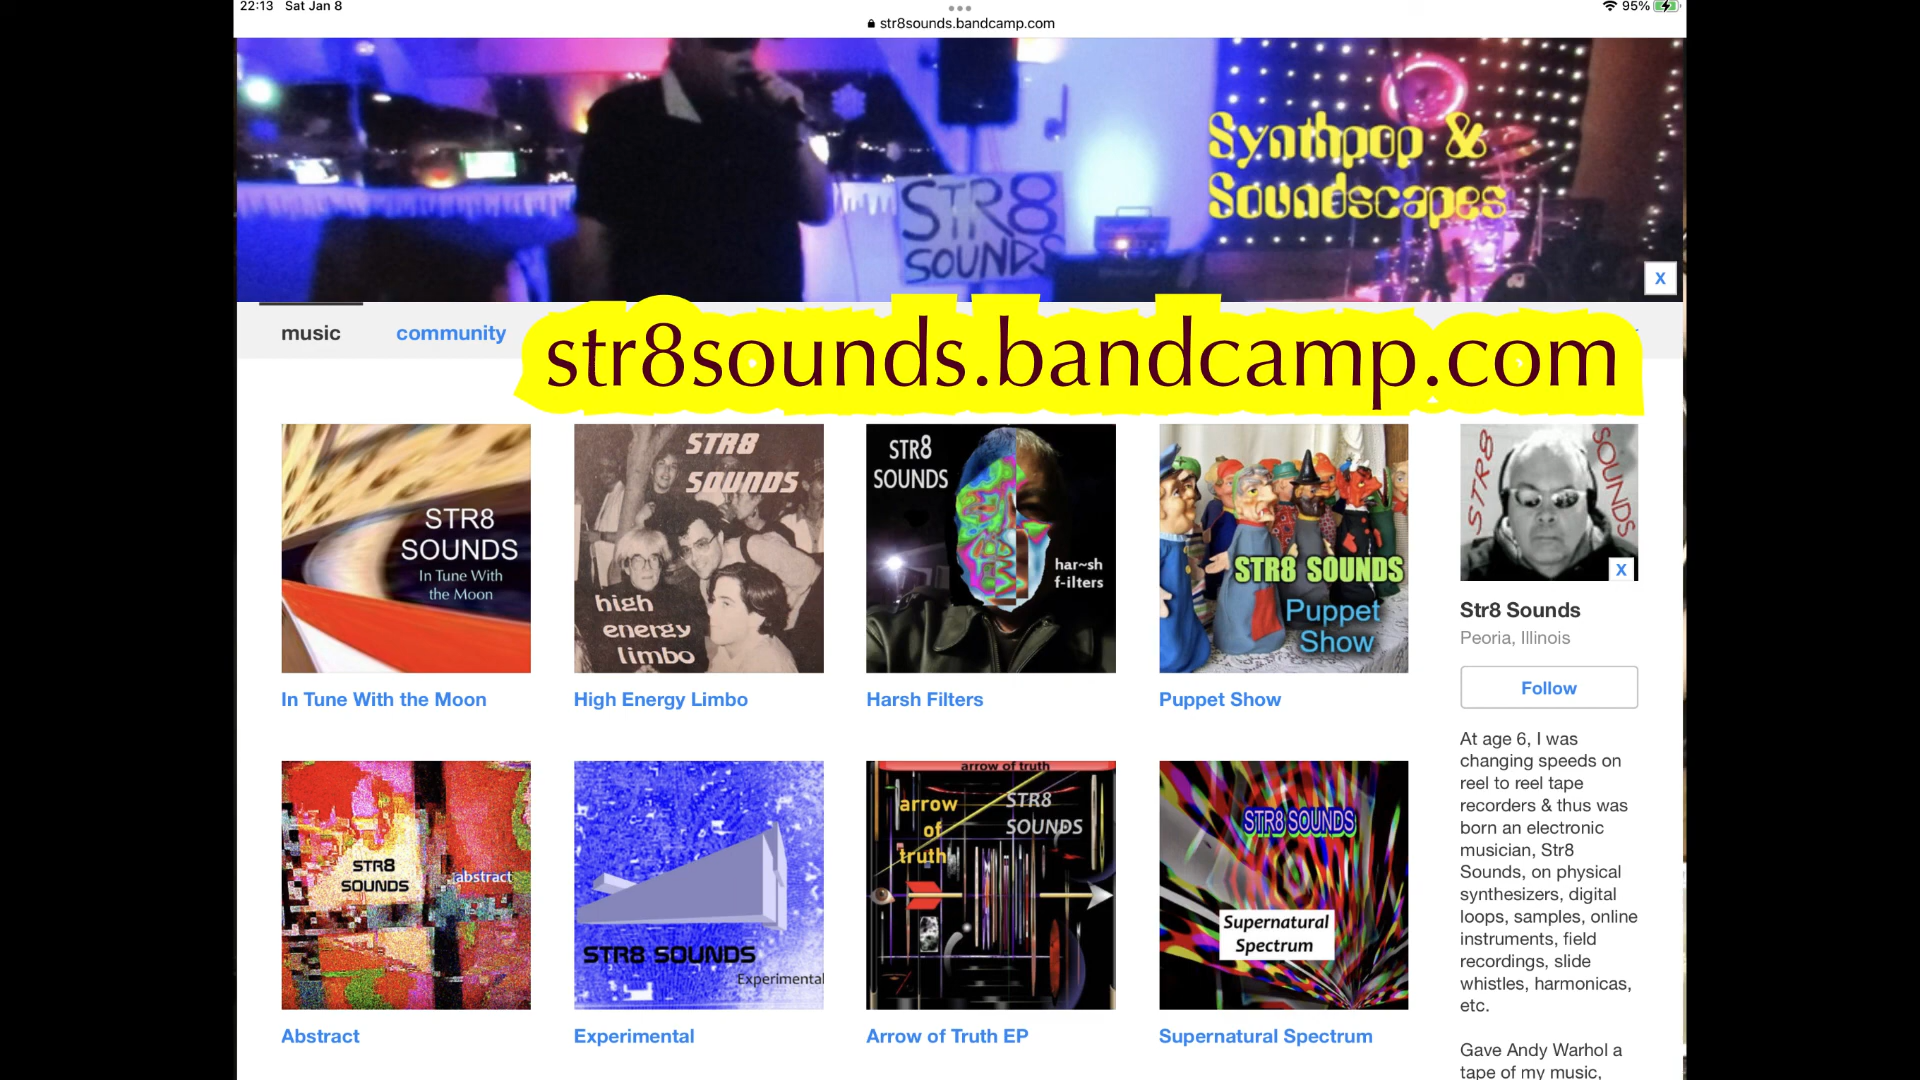 22:13 Sat Jan 8
95%
str8sounds.bandcamp.com
Synthpop &
Soundscapes
STR8
SOUNDS
X
music
community
str8sounds.bandcamp.com
STR8
SOUNDS
In Tune With
the Moon
STR8
SOUNDS
high
energy
limbo
STR8
SOUNDS
har~sh
f-ilters
STR8 SOUNDS
Puppet
Show
STR8 SOUNDS
X
In Tune With the Moon
High Energy Limbo
Harsh Filters
Puppet Show
Str8 Sounds
Peoria, Illinois
Follow
STR8
SOUNDS
abstract
STR8 SOUNDS
Experimental
arrow of truth
arrow
of
truth
STR8
SOUNDS
STR8 SOUNDS
Supernatural
Spectrum
Abstract
Experimental
Arrow of Truth EP
Supernatural Spectrum
At age 6, I was
changing speeds on
reel to reel tape
recorders & thus was
born an electronic
musician, Str8
Sounds, on physical
synthesizers, digital
loops, samples, online
instruments, field
recordings, slide
whistles, harmonicas,
etc.
Gave Andy Warhol a
tape of my music,